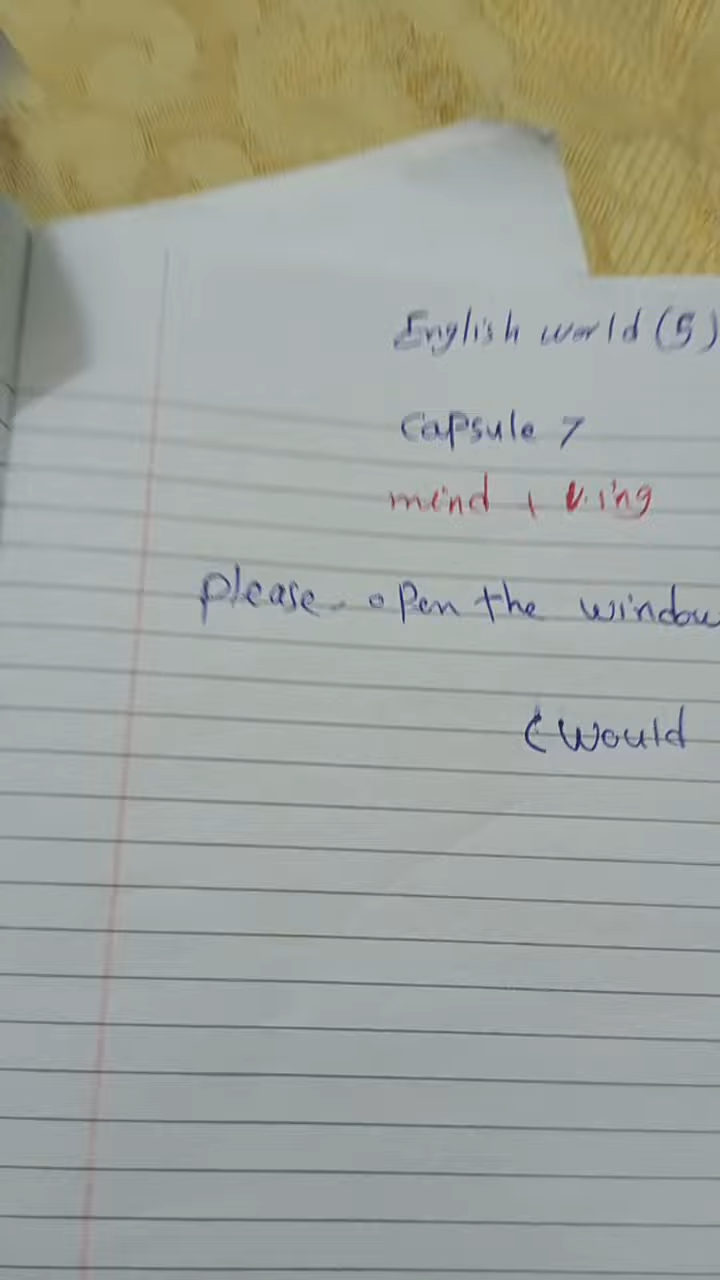 English world (5)
Capsule 7
mind + v.ing
please open the window
(would